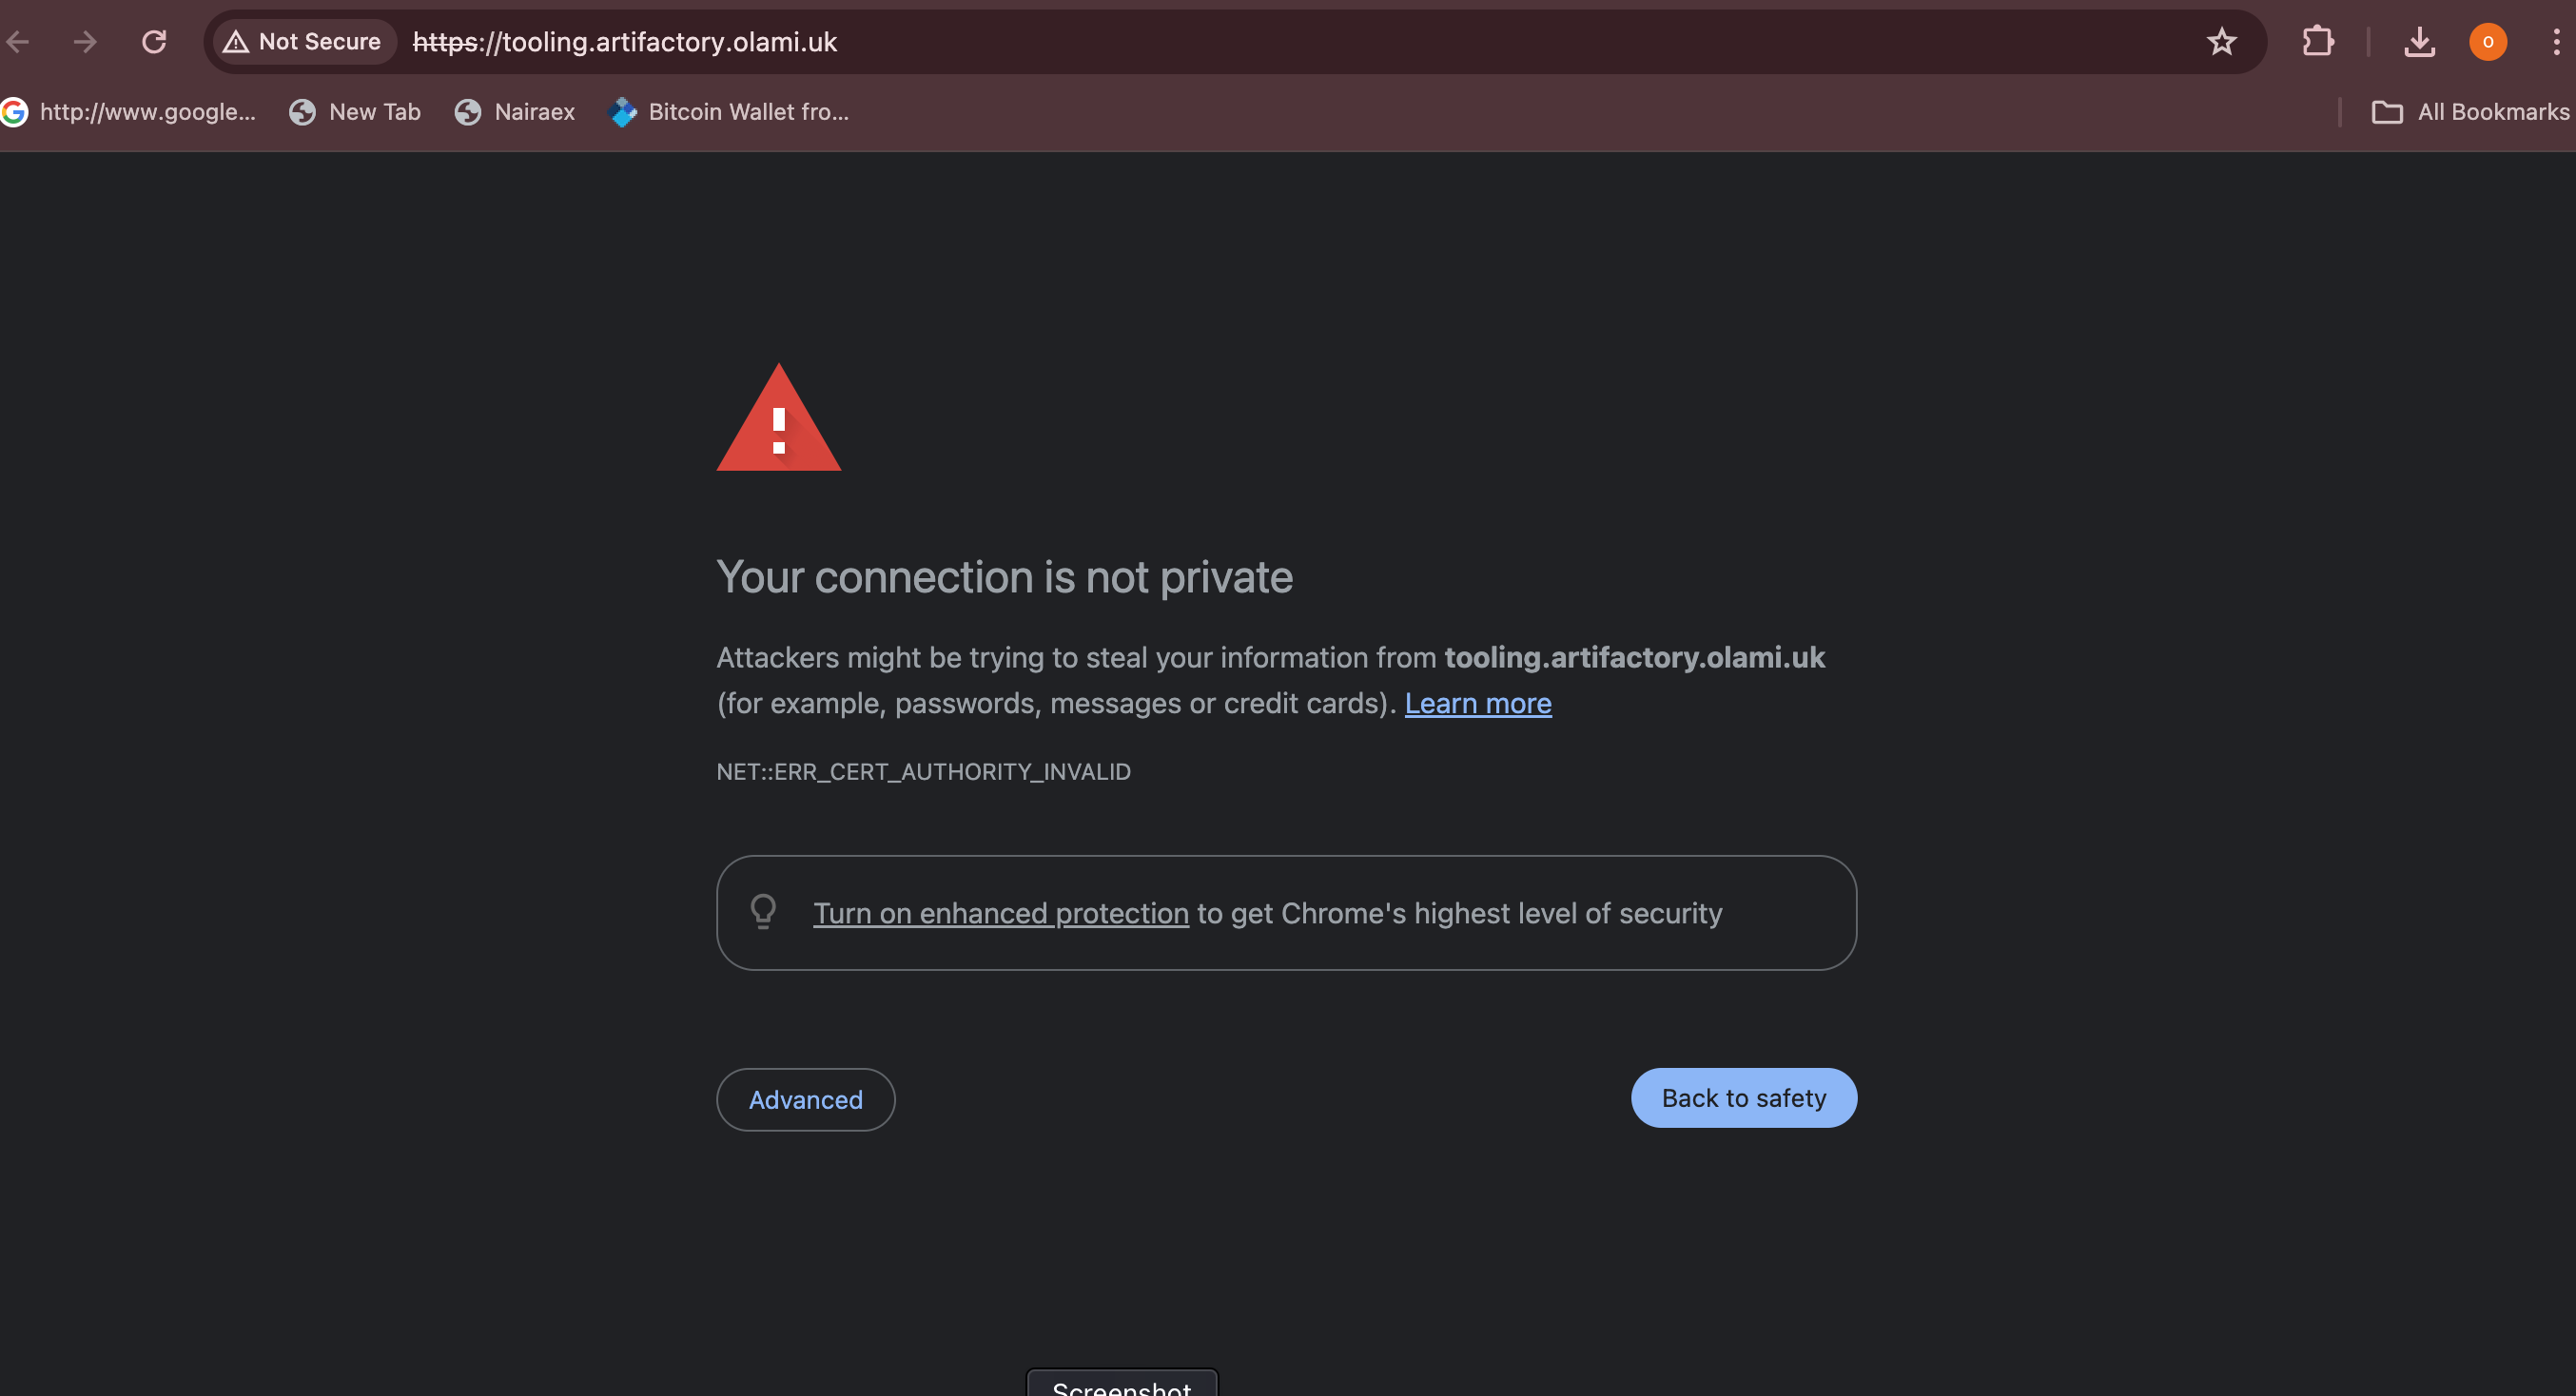 Not Secure https://tooling.artifactory.olami.uk o
http://www.google... New Tab Nairaex Bitcoin Wallet fro... All Bookmarks
Your connection is not private
Attackers might be trying to steal your information from tooling.artifactory.olami.uk
(for example, passwords, messages or credit cards). Learn more
NET::ERR_CERT_AUTHORITY_INVALID
Turn on enhanced protection to get Chrome's highest level of security
Advanced Back to safety
Screenshot